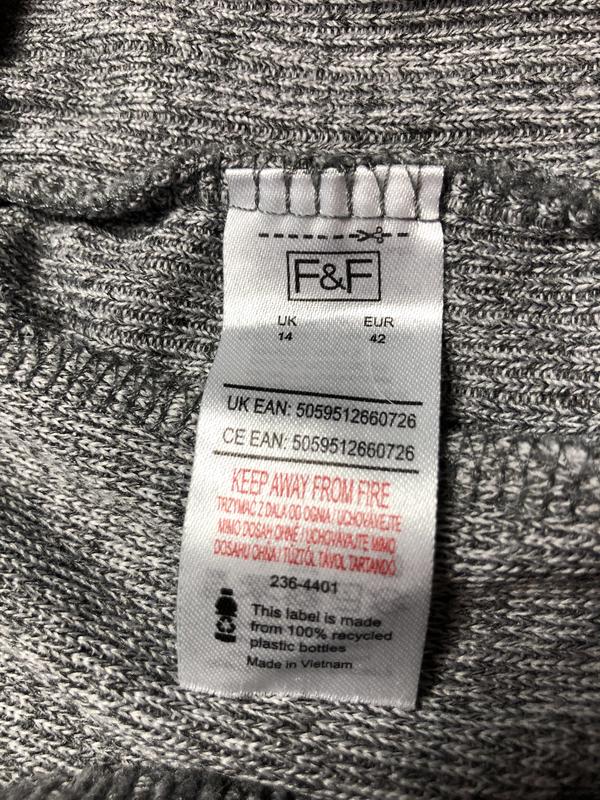 F&F
UK EUR
14 42
UK EAN: 5059512660726
CE EAN: 5059512660726
KEEP AWAY FROM FIRE
TRZYMAĆ Z DALA OD OGNIA / UCHOVÁVEJTE
MIMO DOSAH OHNĚ / UCHOVÁVAJTE MIMO
DOSAHU OHŇA / TŰZTŐL TÁVOL TARTANDÓ
236-4401
This label is made
from 100% recycled
plastic bottles
Made in Vietnam